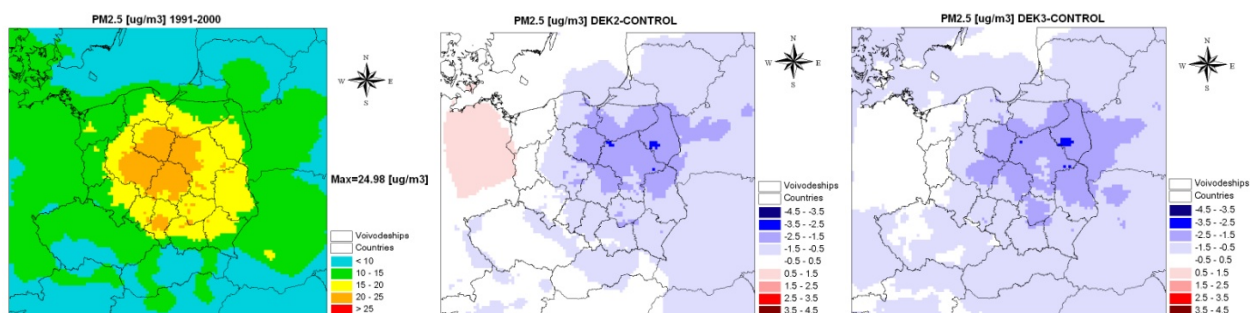 PM2.5 [ug/m3] 1991-2000
N
W E
S
Max=24.98 [ug/m3]
Voivodeships
Countries
< 10
10 - 15
15 - 20
20 - 25
> 25
PM2.5 [ug/m3] DEK2-CONTROL
N
W E
S
Voivodeships
Countries
-4.5 - -3.5
-3.5 - -2.5
-2.5 - -1.5
-1.5 - -0.5
-0.5 - 0.5
0.5 - 1.5
1.5 - 2.5
2.5 - 3.5
3.5 - 4.5
PM2.5 [ug/m3] DEK3-CONTROL
N
W E
S
Voivodeships
Countries
-4.5 - -3.5
-3.5 - -2.5
-2.5 - -1.5
-1.5 - -0.5
-0.5 - 0.5
0.5 - 1.5
1.5 - 2.5
2.5 - 3.5
3.5 - 4.5